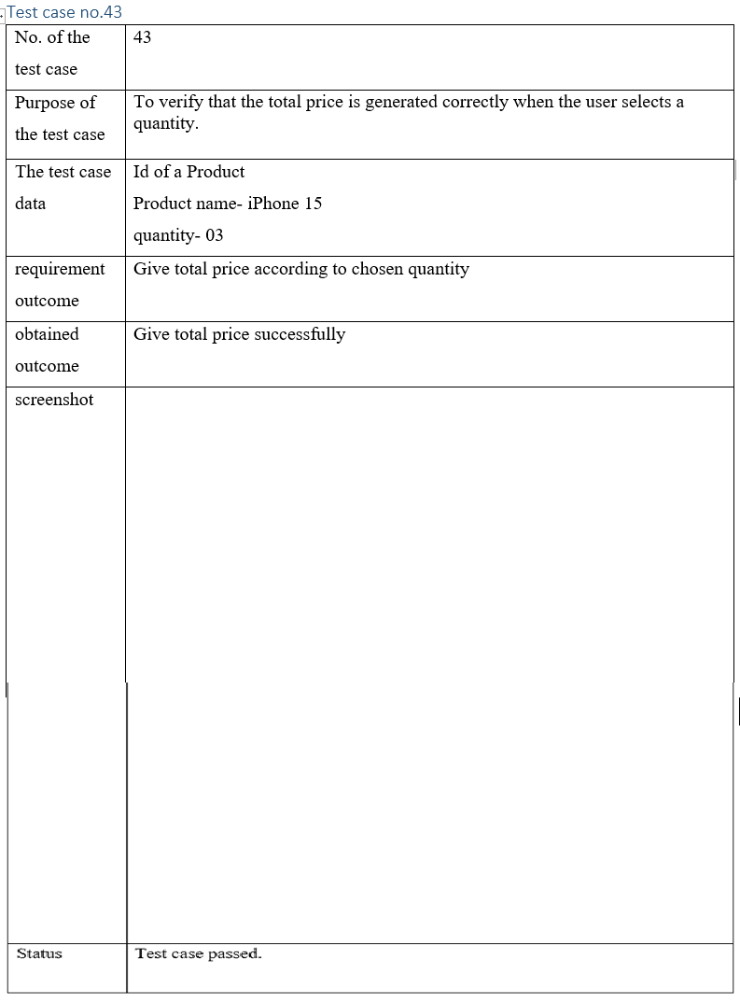 Test case no.43
No. of the
test case
43
Purpose of
the test case
To verify that the total price is generated correctly when the user selects a
quantity.
The test case
data
Id of a Product
Product name- iPhone 15
quantity- 03
requirement
outcome
Give total price according to chosen quantity
obtained
outcome
Give total price successfully
screenshot
Status
Test case passed.